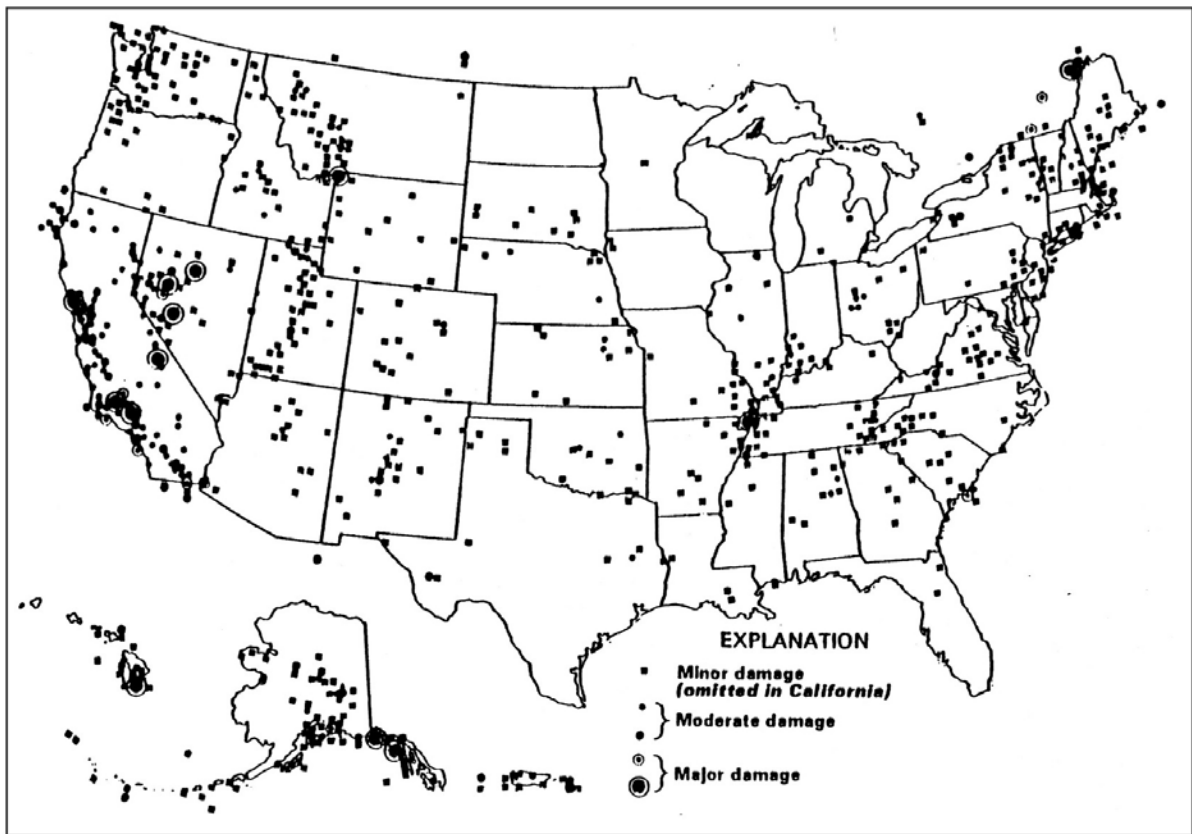 EXPLANATION
Minor damage
(omitted in California)
Moderate damage
Major damage